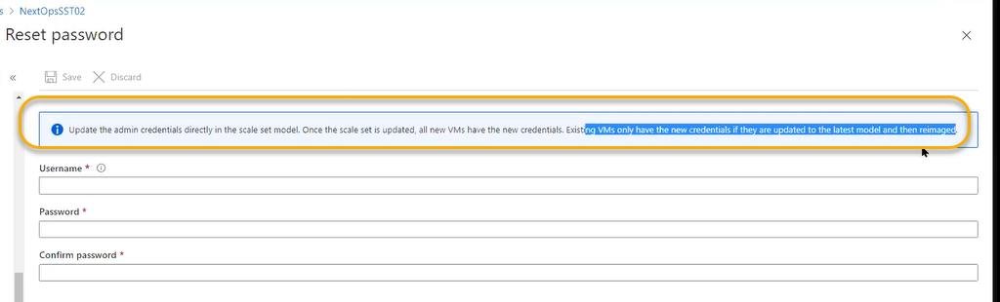 s > NextOpsSST02
Reset password
« Save Discard
Update the admin credentials directly in the scale set model. Once the scale set is updated, all new VMs have the new credentials. Existing VMs only have the new credentials if they are updated to the latest model and then reimaged.
Username *
Password *
Confirm password *